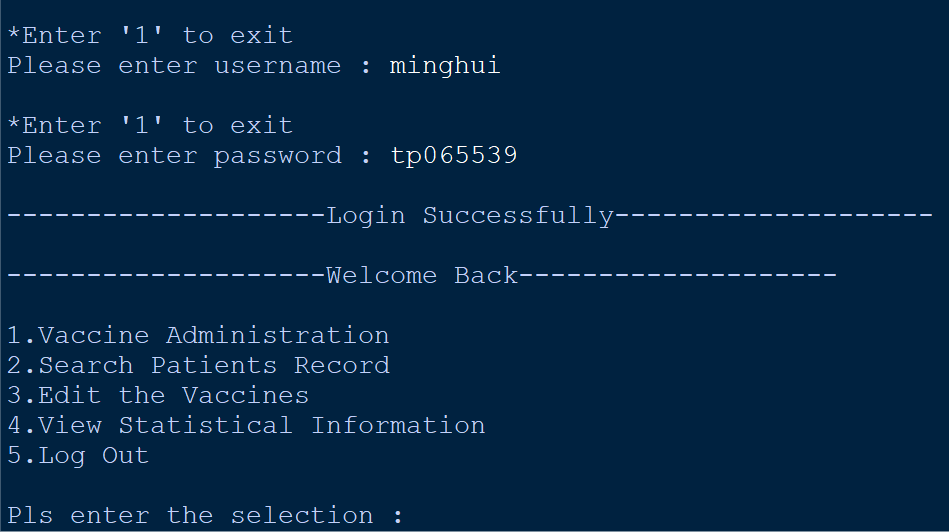 *Enter '1' to exit
Please enter username : minghui
*Enter '1' to exit
Please enter password : tp065539
--------------------Login Successfully--------------------
--------------------Welcome Back--------------------
1.Vaccine Administration
2.Search Patients Record
3.Edit the Vaccines
4.View Statistical Information
5.Log Out
Pls enter the selection :